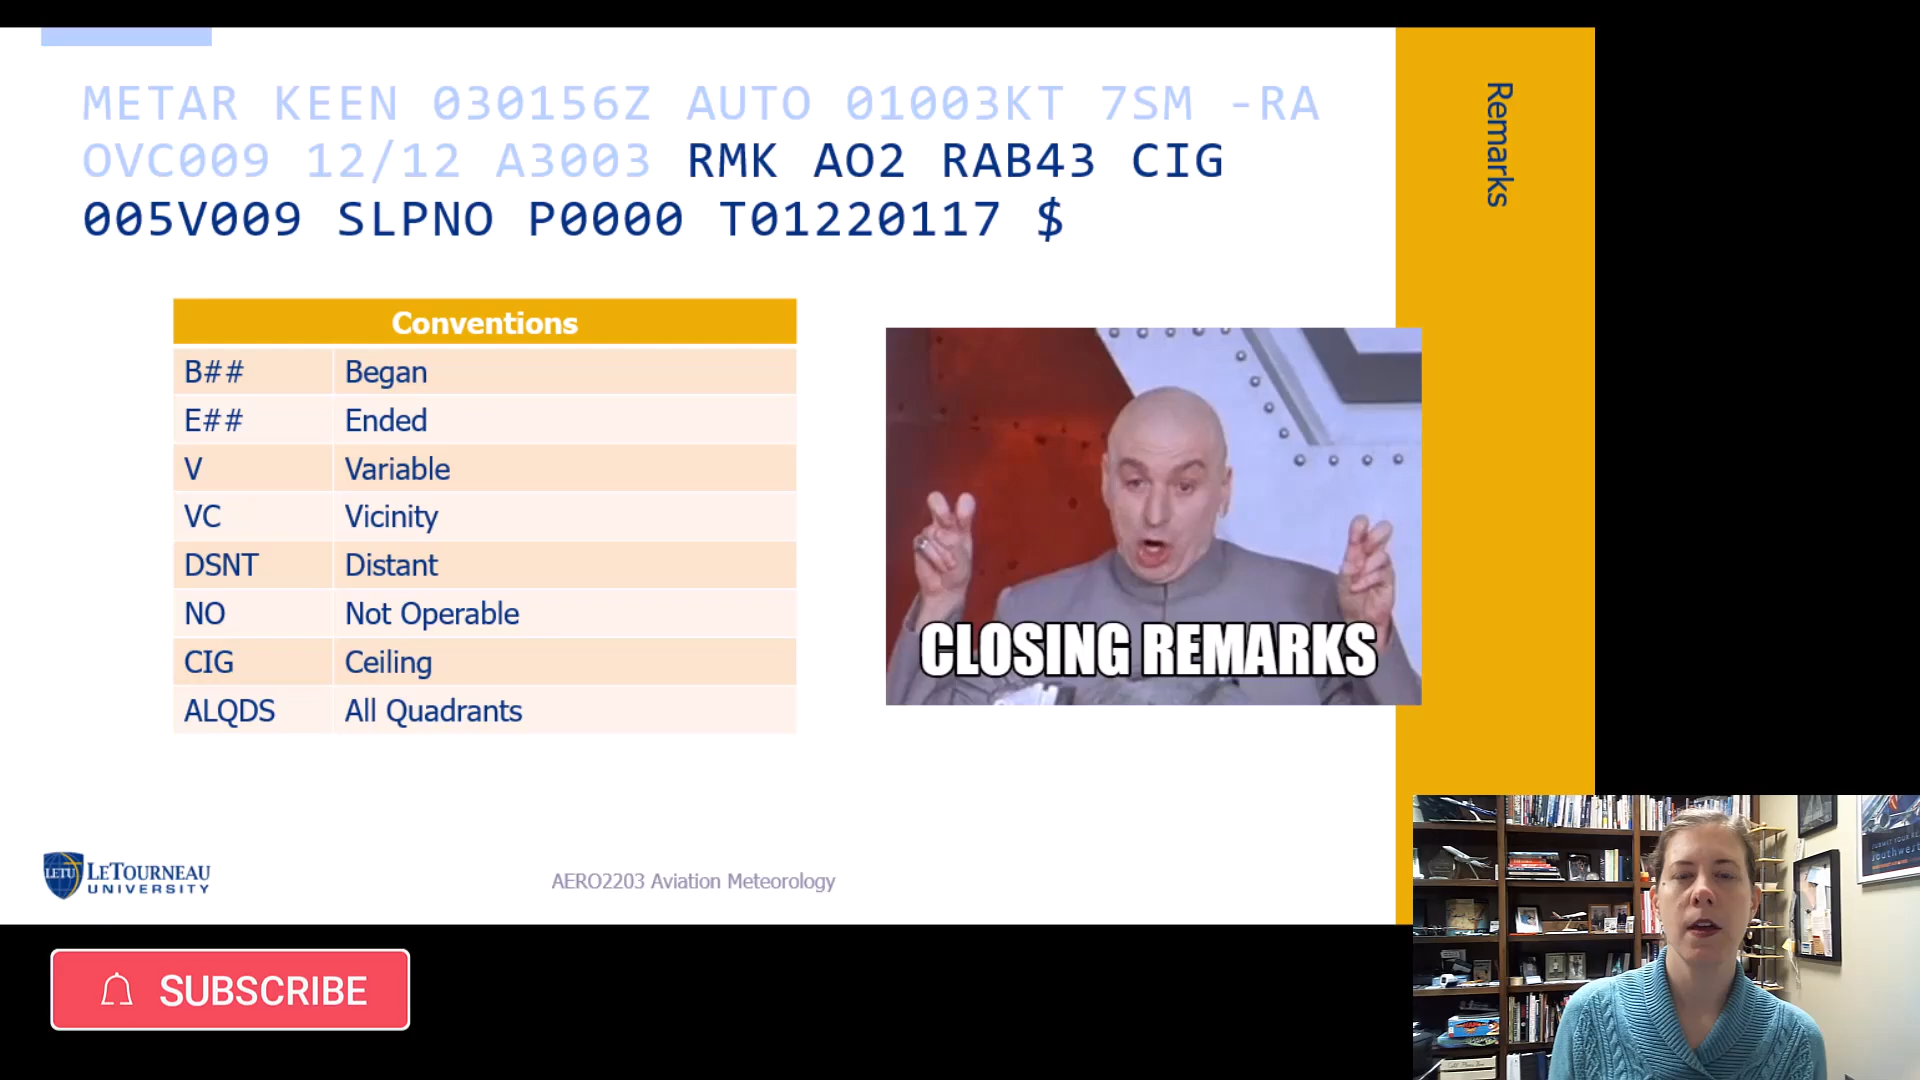 METAR KEEN 030156Z AUTO 01003KT 7SM -RA
OVC009 12/12 A3003 RMK AO2 RAB43 CIG
005V009 SLPNO P0000 T01220117 $
Remarks
Conventions
B## Began
E## Ended
V Variable
VC Vicinity
DSNT Distant
NO Not Operable
CIG Ceiling
ALQDS All Quadrants
CLOSING REMARKS
LETU LETOURNEAU
UNIVERSITY
AERO2203 Aviation Meteorology
SUBSCRIBE
Southwest